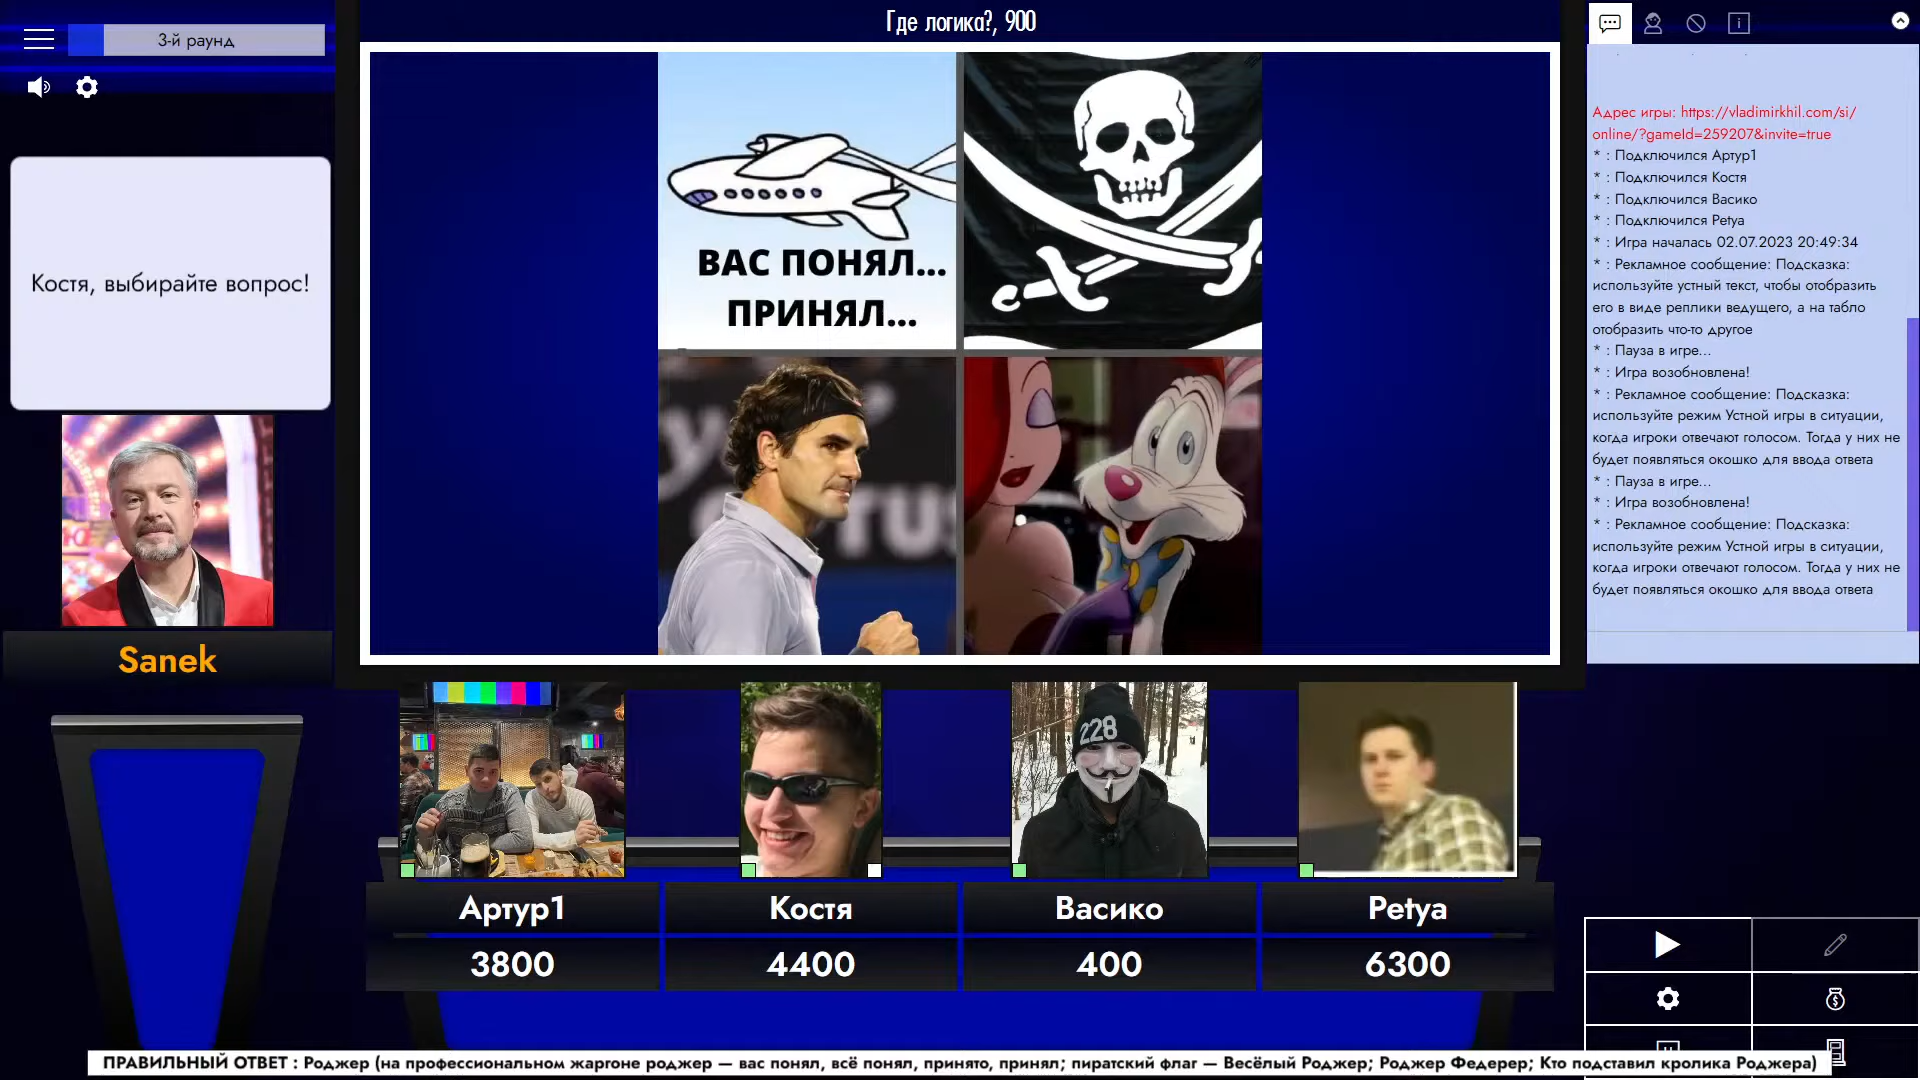 Где логика?, 900
3-й раунд
Костя, выбирайте вопрос!
Sanek
ВАС ПОНЯЛ...
ПРИНЯЛ...
228
Артур1
Костя
Васико
Petya
3800
4400
400
6300
Адрес игры: https://vladimirkhil.com/si/
online/?gameId=259207&invite=true
* : Подключился Артур1
* : Подключился Костя
* : Подключился Васико
* : Подключился Petya
* : Игра началась 02.07.2023 20:49:34
* : Рекламное сообщение: Подсказка:
используйте устный текст, чтобы отобразить
его в виде реплики ведущего, а на табло
отобразить что-то другое
* : Пауза в игре...
* : Игра возобновлена!
* : Рекламное сообщение: Подсказка:
используйте режим Устной игры в ситуации,
когда игроки отвечают голосом. Тогда у них не
будет появляться окошко для ввода ответа
* : Пауза в игре...
* : Игра возобновлена!
* : Рекламное сообщение: Подсказка:
используйте режим Устной игры в ситуации,
когда игроки отвечают голосом. Тогда у них не
будет появляться окошко для ввода ответа
ПРАВИЛЬНЫЙ ОТВЕТ : Роджер (на профессиональном жаргоне роджер — вас понял, всё понял, принято, принял; пиратский флаг — Весёлый Роджер; Роджер Федерер; Кто подставил кролика Роджера)